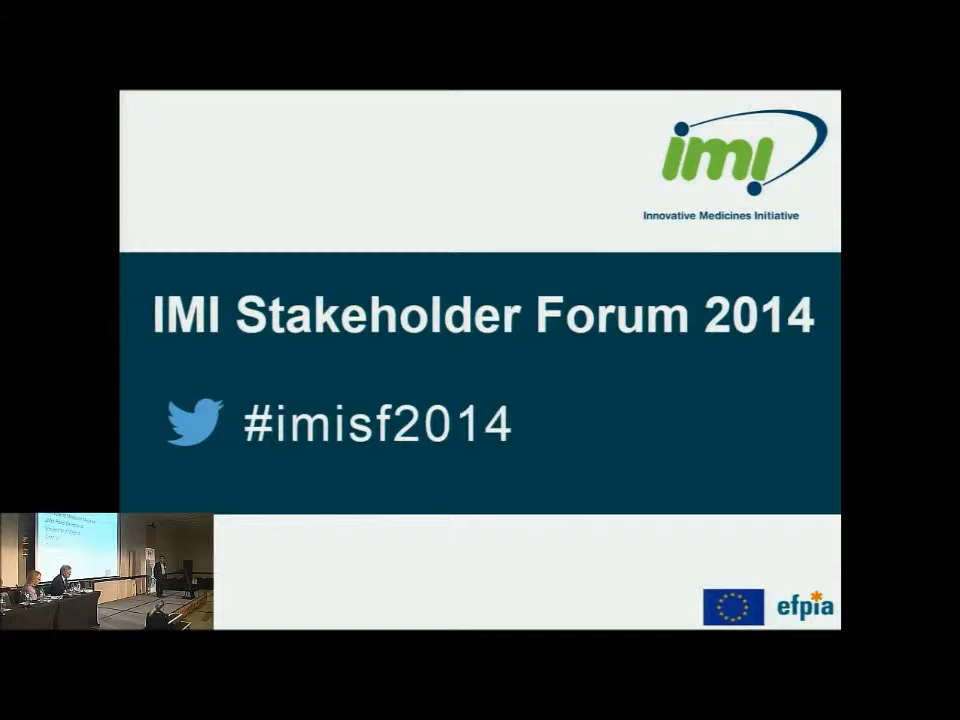 imi
Innovative Medicines Initiative
IMI Stakeholder Forum 2014
#imisf2014
efpia